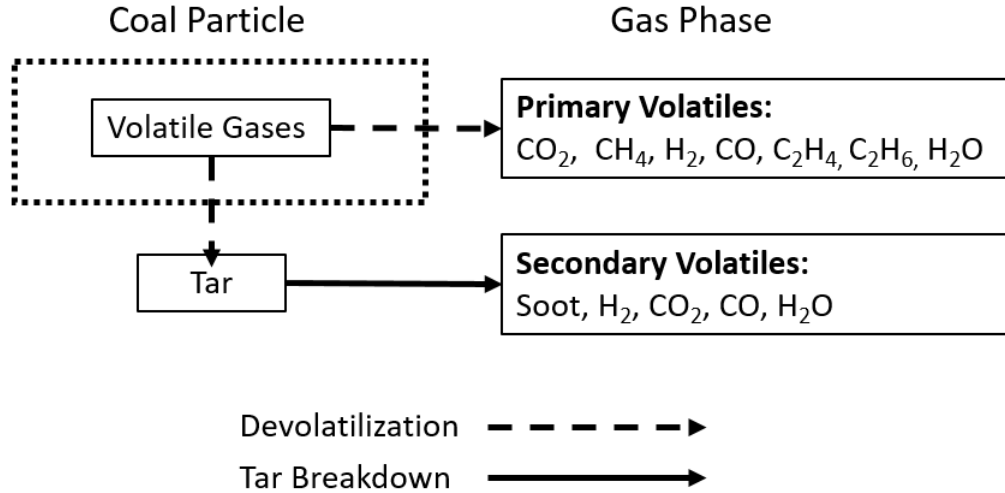 Coal Particle
Gas Phase
Volatile Gases
Primary Volatiles:
CO₂, CH₄, H₂, CO, C₂H₄, C₂H₆, H₂O
Tar
Secondary Volatiles:
Soot, H₂, CO₂, CO, H₂O
Devolatilization
Tar Breakdown